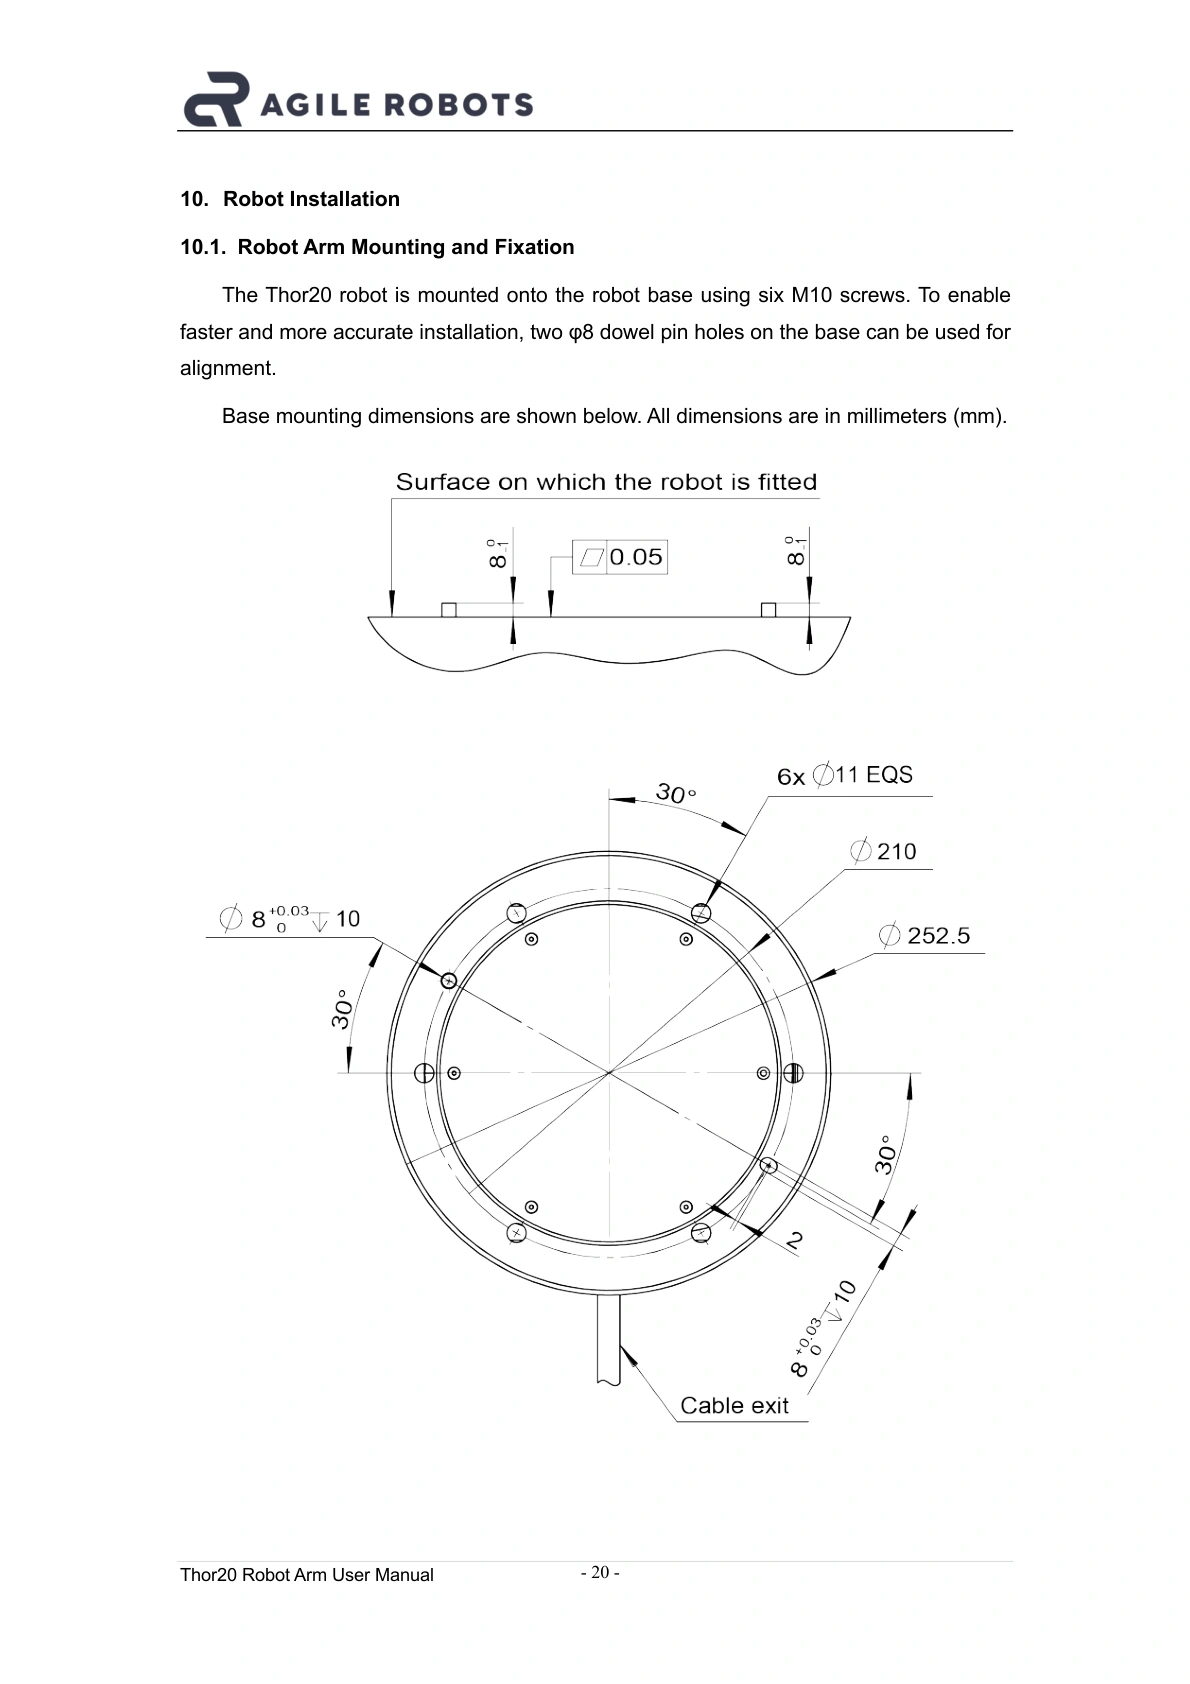 AGILE ROBOTS
10. Robot Installation
10.1. Robot Arm Mounting and Fixation
The Thor20 robot is mounted onto the robot base using six M10 screws. To enable
faster and more accurate installation, two φ8 dowel pin holes on the base can be used for
alignment.
Base mounting dimensions are shown below. All dimensions are in millimeters (mm).
Surface on which the robot is fitted
8 0 -1
0.05
8 0 -1
6x ∅11 EQS
30°
∅ 210
∅ 8 +0.03 0 ↧ 10
∅ 252.5
30°
30°
2
8 +0.03 0 ↧ 10
Cable exit
Thor20 Robot Arm User Manual - 20 -